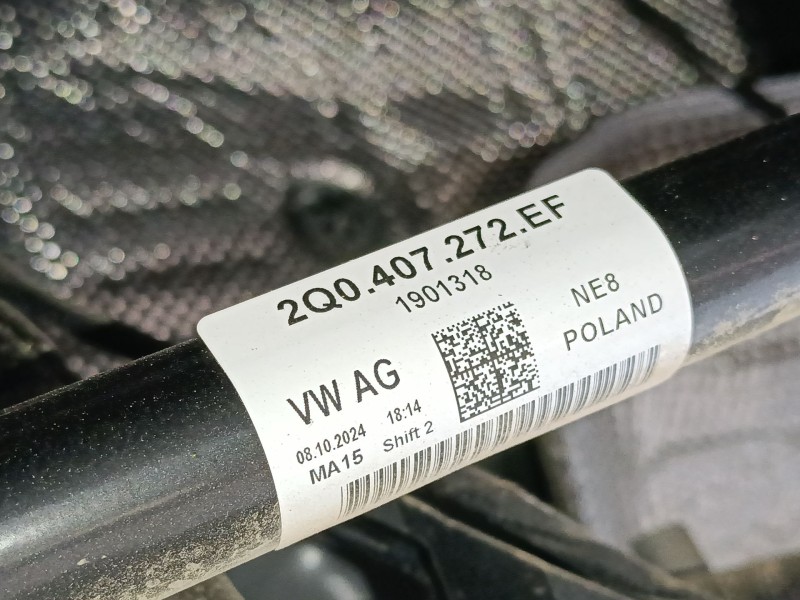 2Q0.407.272.EF
1901318
NE8
POLAND
VW AG
08.10.2024 18:14
MA15 Shift 2